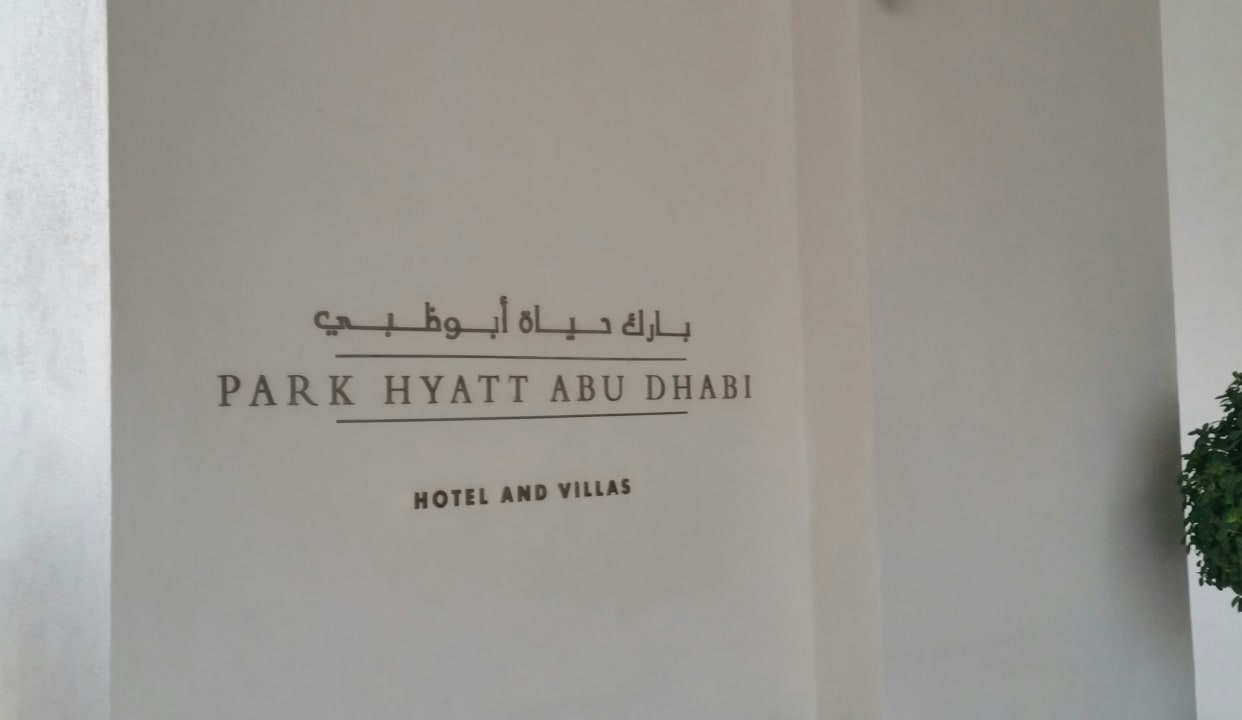 بارك حياة أبوظبي
PARK HYATT ABU DHABI
HOTEL AND VILLAS